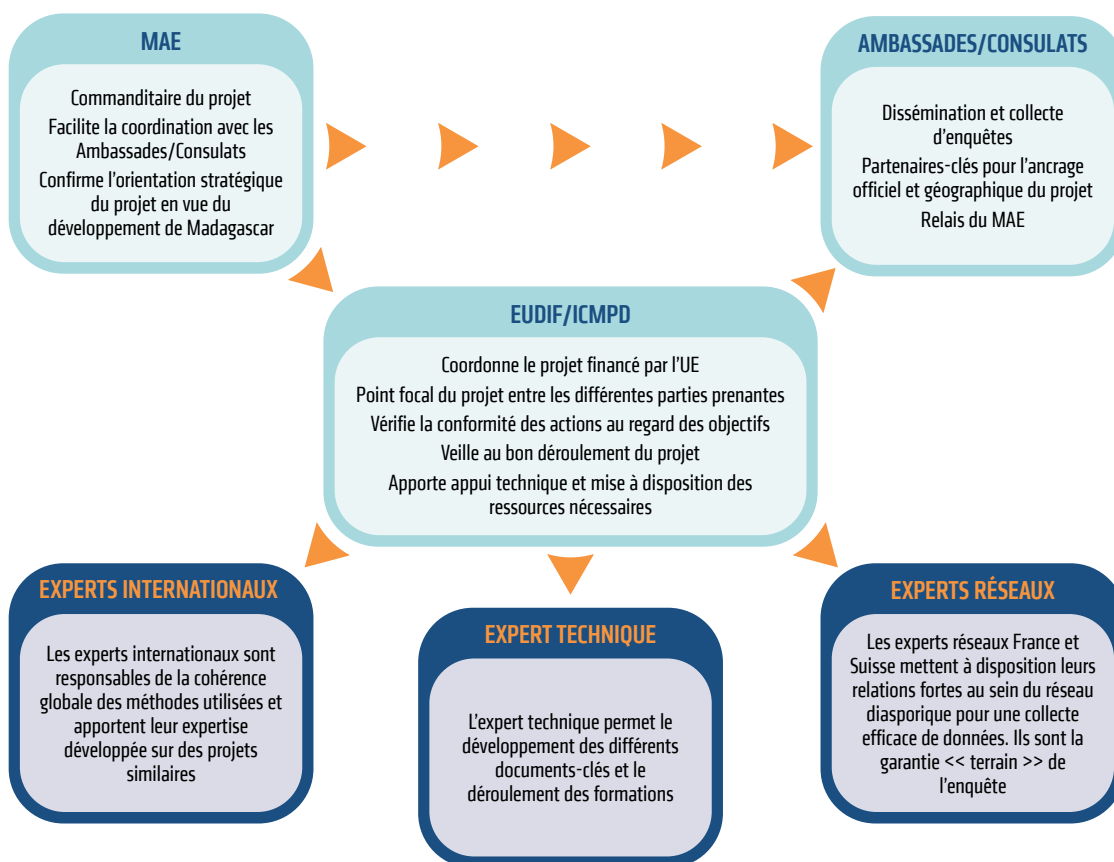 MAE
Commanditaire du projet
Facilite la coordination avec les
Ambassades/Consulats
Confirme l'orientation stratégique
du projet en vue du
développement de Madagascar
AMBASSADES/CONSULATS
Dissémination et collecte
d'enquêtes
Partenaires-clés pour l'ancrage
officiel et géographique du projet
Relais du MAE
EUDIF/ICMPD
Coordonne le projet financé par l'UE
Point focal du projet entre les différentes parties prenantes
Vérifie la conformité des actions au regard des objectifs
Veille au bon déroulement du projet
Apporte appui technique et mise à disposition des
ressources nécessaires
EXPERTS INTERNATIONAUX
Les experts internationaux sont
responsables de la cohérence
globale des méthodes utilisées et
apportent leur expertise
développée sur des projets
similaires
EXPERT TECHNIQUE
L'expert technique permet le
développement des différents
documents-clés et le
déroulement des formations
EXPERTS RÉSEAUX
Les experts réseaux France et
Suisse mettent à disposition leurs
relations fortes au sein du réseau
diasporique pour une collecte
efficace de données. Ils sont la
garantie << terrain >> de
l'enquête